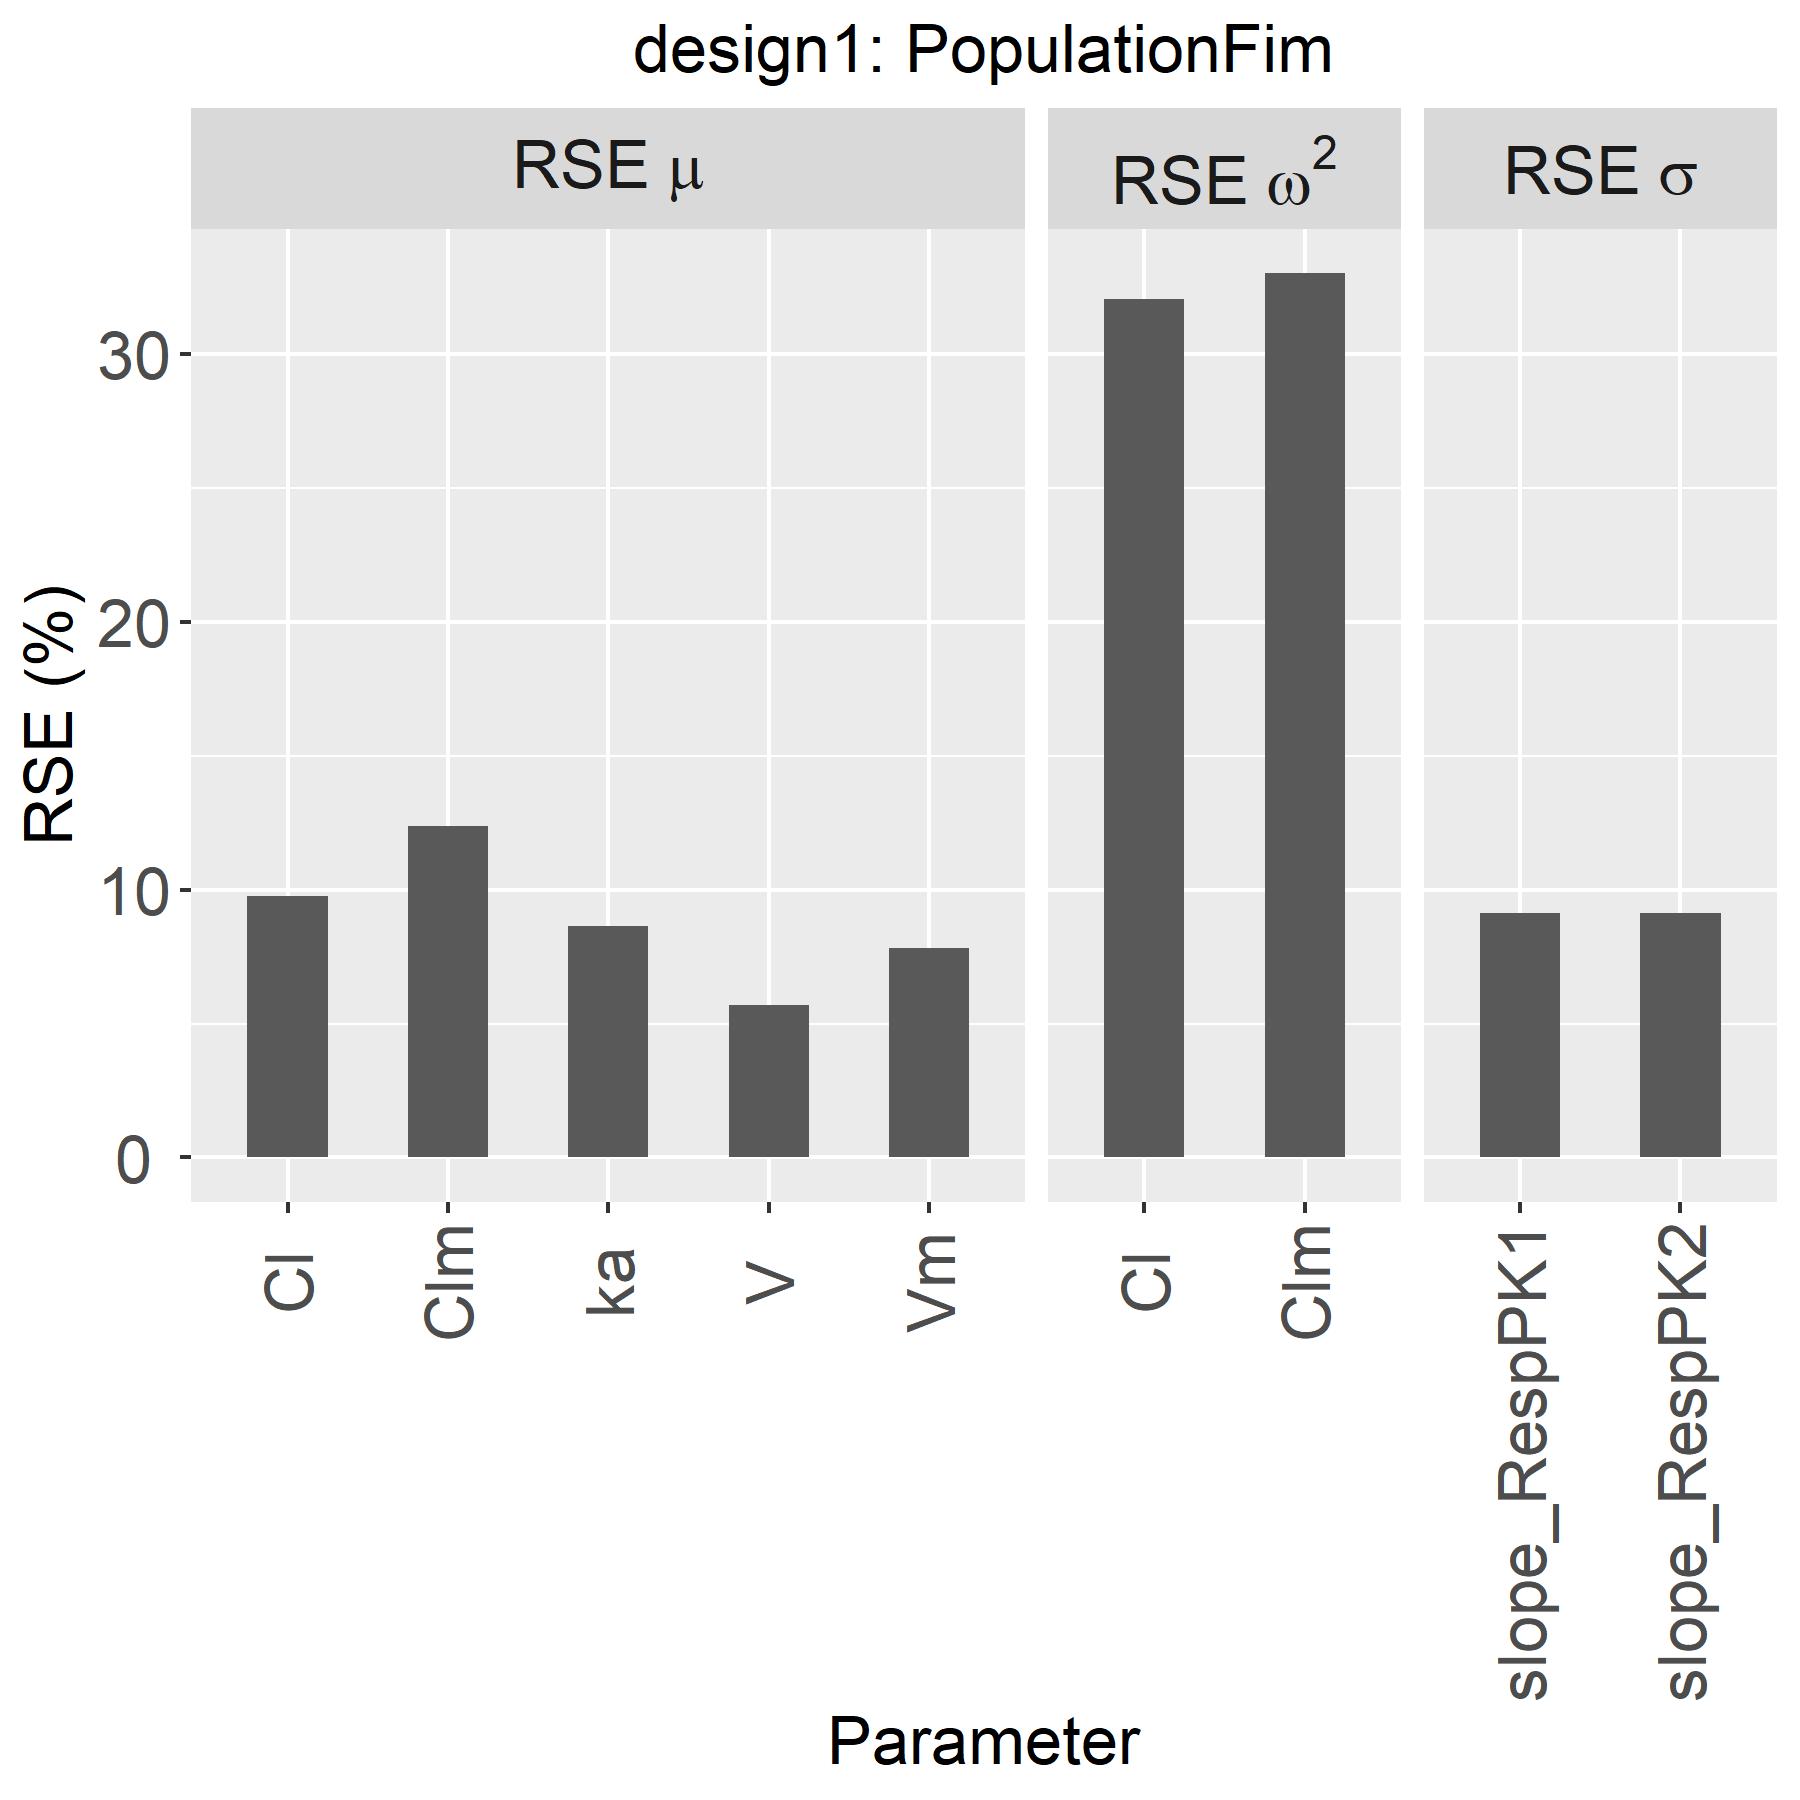 design1: PopulationFim
RSE μ
RSE ω²
RSE σ
RSE (%)
30
20
10
0
Cl
Clm
ka
V
Vm
Cl
Clm
slope_RespPK1
slope_RespPK2
Parameter